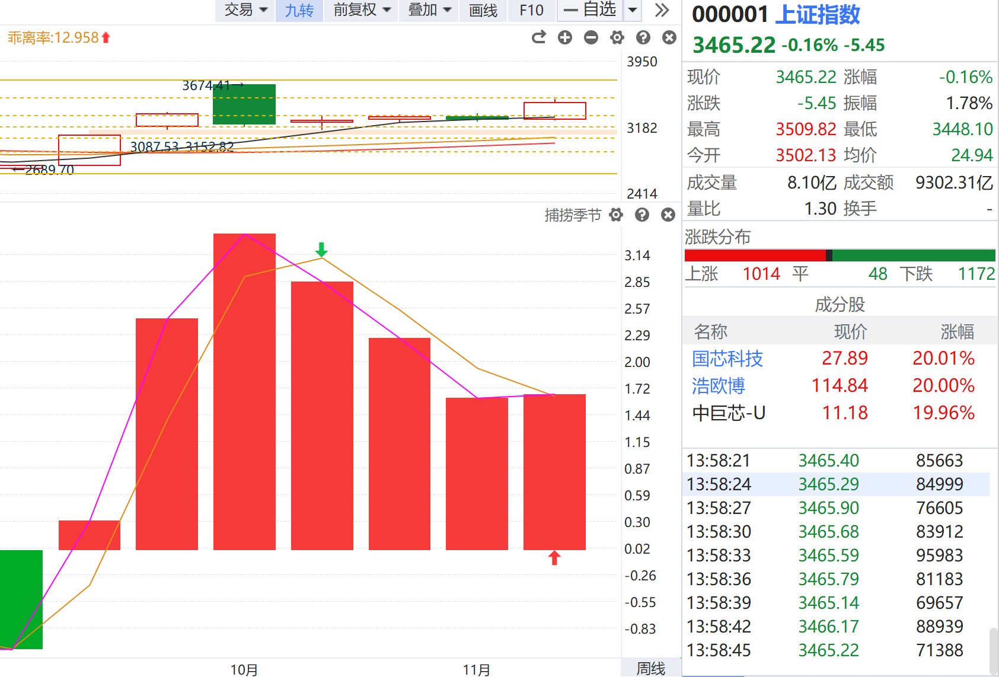 交易 九转 前复权 叠加 画线 F10 一 自选
乖离率:12.958
3950
3182
2414
3674.41→
3087.53-3152.82
←2689.70
捕捞季节
3.14
2.85
2.57
2.29
2.00
1.72
1.44
1.15
0.87
0.59
0.30
0.02
-0.26
-0.55
-0.83
10月 11月 周线
000001 上证指数
3465.22 -0.16% -5.45
现价 3465.22 涨幅 -0.16%
涨跌 -5.45 振幅 1.78%
最高 3509.82 最低 3448.10
今开 3502.13 均价 24.94
成交量 8.10亿 成交额 9302.31亿
量比 1.30 换手 -
涨跌分布
上涨 1014 平 48 下跌 1172
成分股
名称 现价 涨幅
国芯科技 27.89 20.01%
浩欧博 114.84 20.00%
中巨芯-U 11.18 19.96%
13:58:21 3465.40 85663
13:58:24 3465.29 84999
13:58:27 3465.90 76605
13:58:30 3465.68 83912
13:58:33 3465.59 95983
13:58:36 3465.79 81183
13:58:39 3465.14 69657
13:58:42 3466.17 88939
13:58:45 3465.22 71388